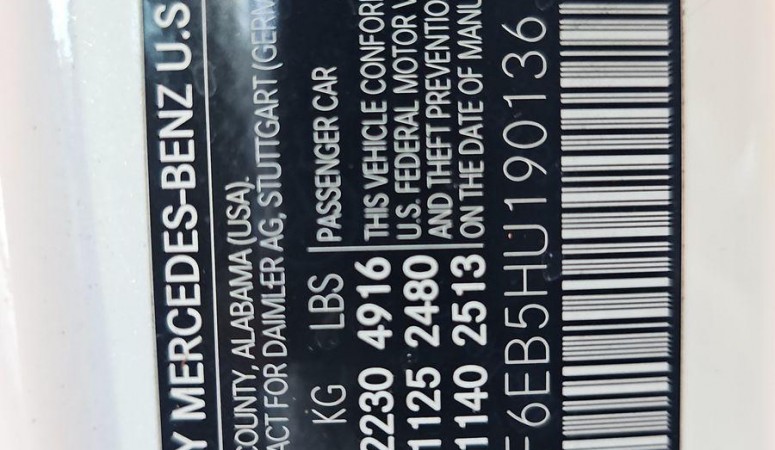 Y MERCEDES-BENZ U.S
COUNTY, ALABAMA (USA).
ACT FOR DAIMLER AG, STUTTGART (GERM
KG LBS PASSENGER CAR
2230 4916 THIS VEHICLE CONFOR
1125 2480 U.S. FEDERAL MOTOR V
1140 2513 AND THEFT PREVENTIO
ON THE DATE OF MANU
F6EB5HU190136